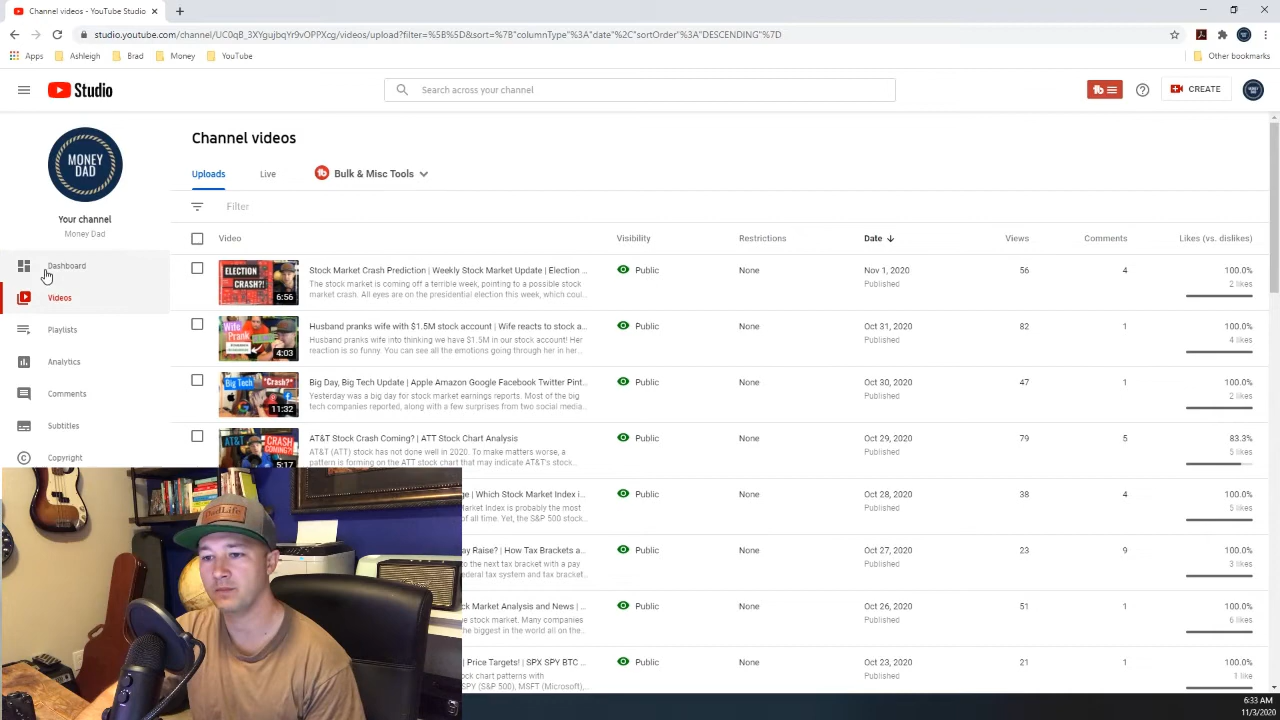 Channel videos - YouTube Studio
studio.youtube.com/channel/UC0qB_3XYgujbqYr9vOPPXcg/videos/upload?filter=%5B%5D&sort=%7B"columnType"%3A"date"%2C"sortOrder"%3A"DESCENDING"%7D
Apps Ashleigh Brad Money YouTube Other bookmarks
Studio
Search across your channel
CREATE
MONEY
DAD
Your channel
Money Dad
Dashboard
Videos
Playlists
Analytics
Comments
Subtitles
Copyright
Channel videos
Uploads Live Bulk & Misc Tools
Filter
Video Visibility Restrictions Date Views Comments Likes (vs. dislikes)
ELECTION
CRASH?!
6:56
Stock Market Crash Prediction | Weekly Stock Market Update | Election ... Public None Nov 1, 2020 56 4 100.0%
The stock market is coming off a terrible week, pointing to a possible stock Published 2 likes
market crash. All eyes are on the presidential election this week, which could...
Wife
Prank
4:03
Husband pranks wife with $1.5M stock account | Wife reacts to stock a... Public None Oct 31, 2020 82 1 100.0%
Husband pranks wife into thinking we have $1.5M in our stock account! Her Published 4 likes
reaction is so funny. You can see all the emotions going through her in her...
Big Tech "Crash?"
11:32
Big Day, Big Tech Update | Apple Amazon Google Facebook Twitter Pint... Public None Oct 30, 2020 47 1 100.0%
Yesterday was a big day for stock market earnings reports. Most of the big Published 2 likes
tech companies reported, along with a few surprises from two social media...
AT&T CRASH
COMING?!
5:17
AT&T Stock Crash Coming? | ATT Stock Chart Analysis Public None Oct 29, 2020 79 5 83.3%
AT&T (ATT) stock has not done well in 2020. To make matters worse, a Published 5 likes
pattern is forming on the ATT stock chart that may indicate AT&T's stock...
ge | Which Stock Market Index i... Public None Oct 28, 2020 38 4 100.0%
Market Index is probably the most Published 4 likes
of all time. Yet, the S&P 500 stock...
ay Raise? | How Tax Brackets a... Public None Oct 27, 2020 23 9 100.0%
to the next tax bracket with a pay Published 3 likes
federal tax system and tax bracket...
ck Market Analysis and News | ... Public None Oct 26, 2020 51 1 100.0%
e stock market. Many companies Published 6 likes
the biggest in the world all on the...
| Price Targets! | SPX SPY BTC ... Public None Oct 23, 2020 21 1 100.0%
ck chart patterns with Published 1 like
SPY (S&P 500), MSFT (Microsoft),...
DadLife
6:33 AM
11/3/2020